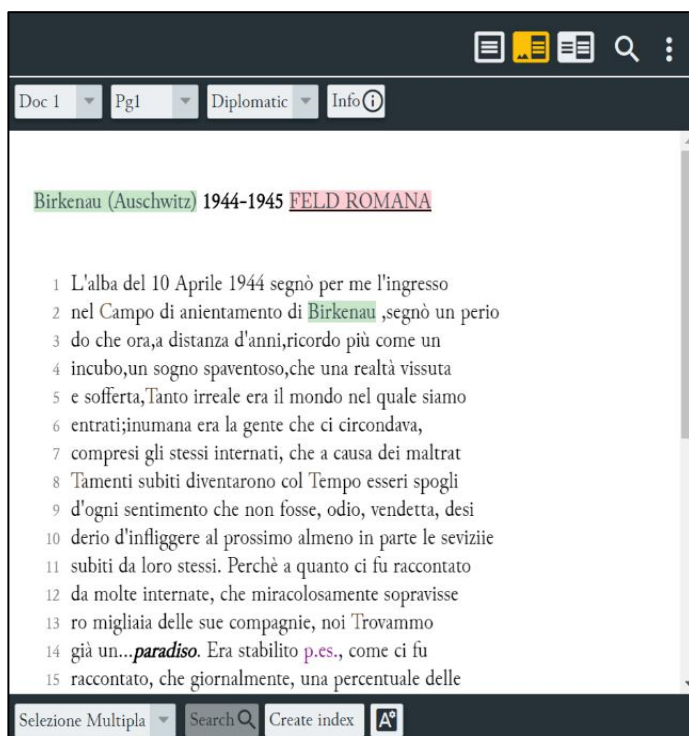 Doc 1 Pg1 Diplomatic Info
Birkenau (Auschwitz) 1944-1945 FELD ROMANA
1 L'alba del 10 Aprile 1944 segnò per me l'ingresso
2 nel Campo di anientamento di Birkenau ,segnò un perio
3 do che ora,a distanza d'anni,ricordo più come un
4 incubo,un sogno spaventoso,che una realtà vissuta
5 e sofferta,Tanto irreale era il mondo nel quale siamo
6 entrati;inumana era la gente che ci circondava,
7 compresi gli stessi internati, che a causa dei maltrat
8 Tamenti subiti diventarono col Tempo esseri spogli
9 d'ogni sentimento che non fosse, odio, vendetta, desi
10 derio d'infliggere al prossimo almeno in parte le seviziie
11 subiti da loro stessi. Perchè a quanto ci fu raccontato
12 da molte internate, che miracolosamente sopravisse
13 ro migliaia delle sue compagnie, noi Trovammo
14 già un...paradiso. Era stabilito p.es., come ci fu
15 raccontato, che giornalmente, una percentuale delle
Selezione Multipla Search Create index A